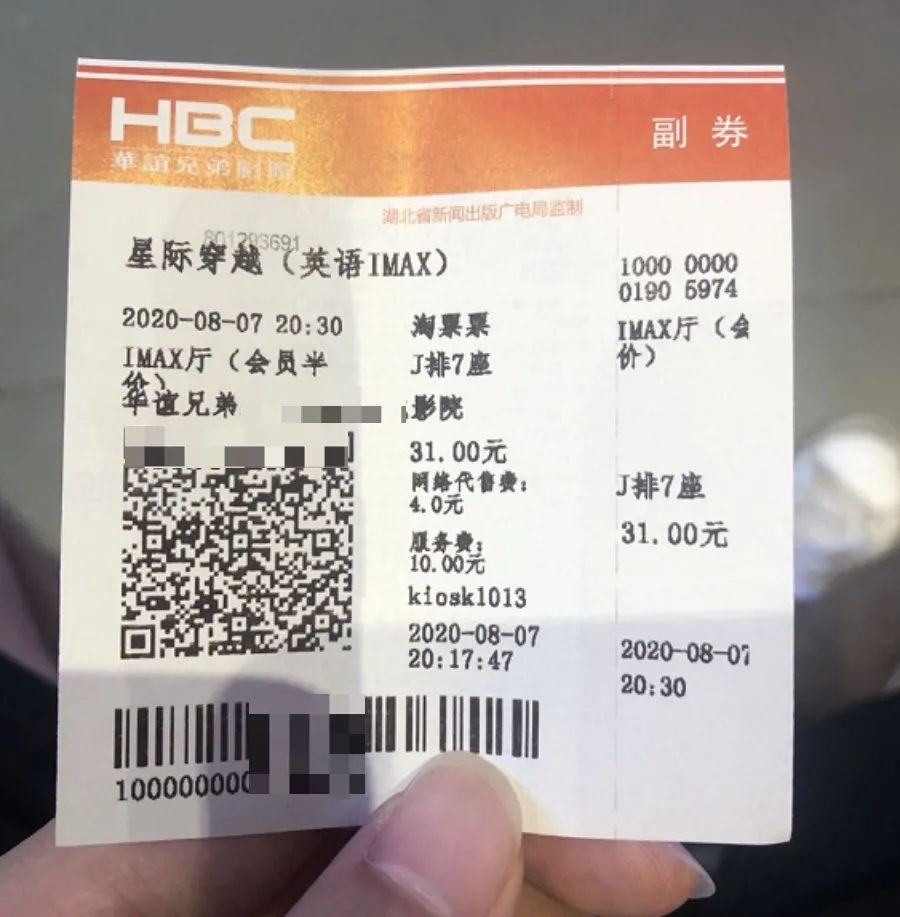 HBC
華誼兄弟影院
副券
湖北省新闻出版广电局监制
801293691
星际穿越（英语IMAX）
2020-08-07 20:30
淘票票
IMAX厅（会员半
价）
J排7座
华谊兄弟
影院
31.00元
网络代售费:
4.0元
服务费:
10.00元
kiosk1013
2020-08-07
20:17:47
100000000
1000 0000
0190 5974
IMAX厅（会
价）
J排7座
31.00元
2020-08-07
20:30